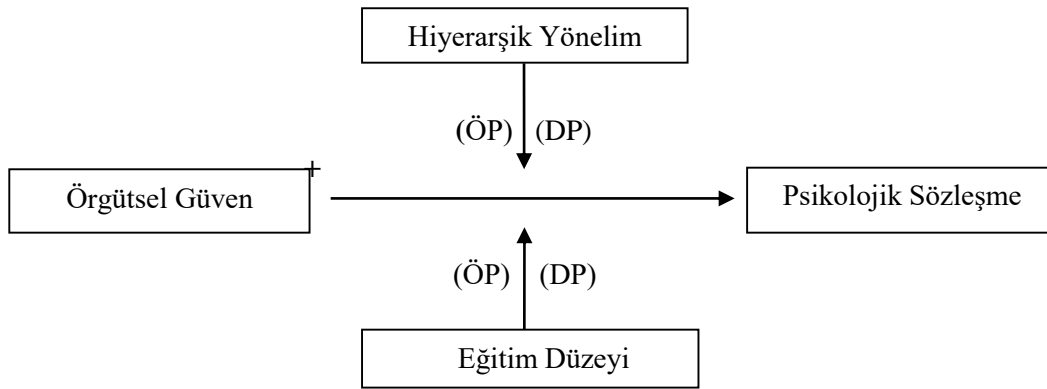 Hiyerarşik Yönelim
(ÖP) (DP)
+
Örgütsel Güven
Psikolojik Sözleşme
(ÖP) (DP)
Eğitim Düzeyi